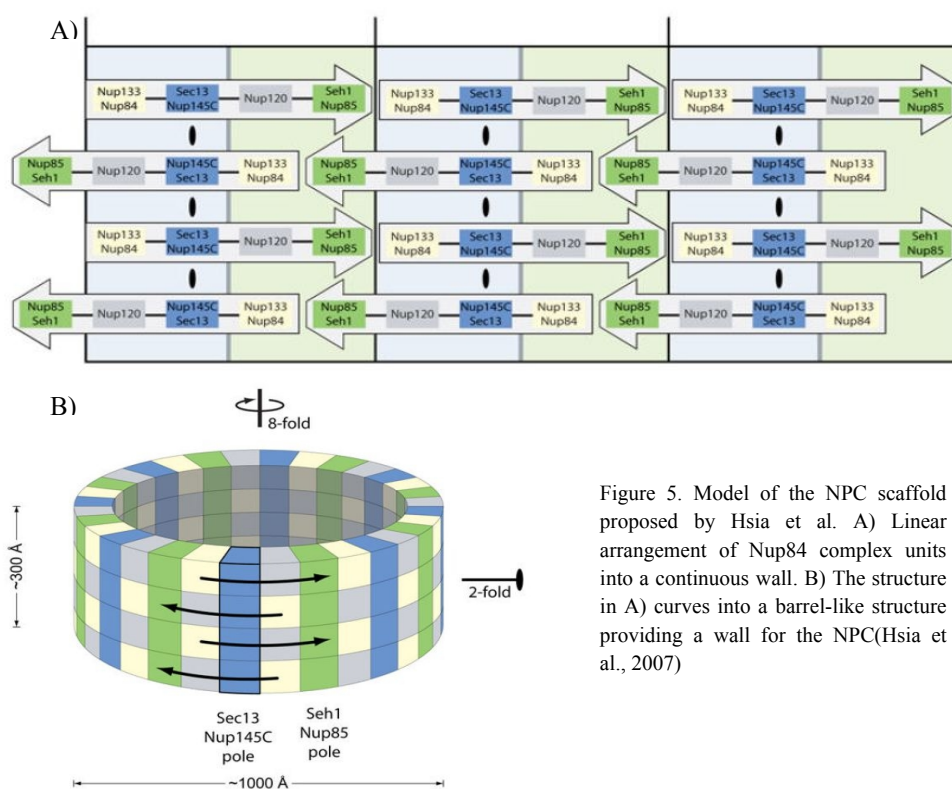 A)
Nup133 Sec13 Nup120 Seh1 Nup133 Sec13 Nup120 Seh1 Nup133 Sec13 Nup120 Seh1
Nup84 Nup145C Nup85 Nup84 Nup145C Nup85 Nup84 Nup145C Nup85
Nup85 Nup120 Nup145C Nup133 Nup85 Nup120 Nup145C Nup133 Nup85 Nup120 Nup145C Nup133
Seh1 Sec13 Nup84 Seh1 Sec13 Nup84 Seh1 Sec13 Nup84
Nup133 Sec13 Nup120 Seh1 Nup133 Sec13 Nup120 Seh1 Nup133 Sec13 Nup120 Seh1
Nup84 Nup145C Nup85 Nup84 Nup145C Nup85 Nup84 Nup145C Nup85
Nup85 Nup120 Nup145C Nup133 Nup85 Nup120 Nup145C Nup133 Nup85 Nup120 Nup145C Nup133
Seh1 Sec13 Nup84 Seh1 Sec13 Nup84 Seh1 Sec13 Nup84
B)
8-fold
~300 Å
2-fold
Sec13 Seh1
Nup145C Nup85
pole pole
~1000 Å
Figure 5. Model of the NPC scaffold
proposed by Hsia et al. A) Linear
arrangement of Nup84 complex units
into a continuous wall. B) The structure
in A) curves into a barrel-like structure
providing a wall for the NPC(Hsia et
al., 2007)